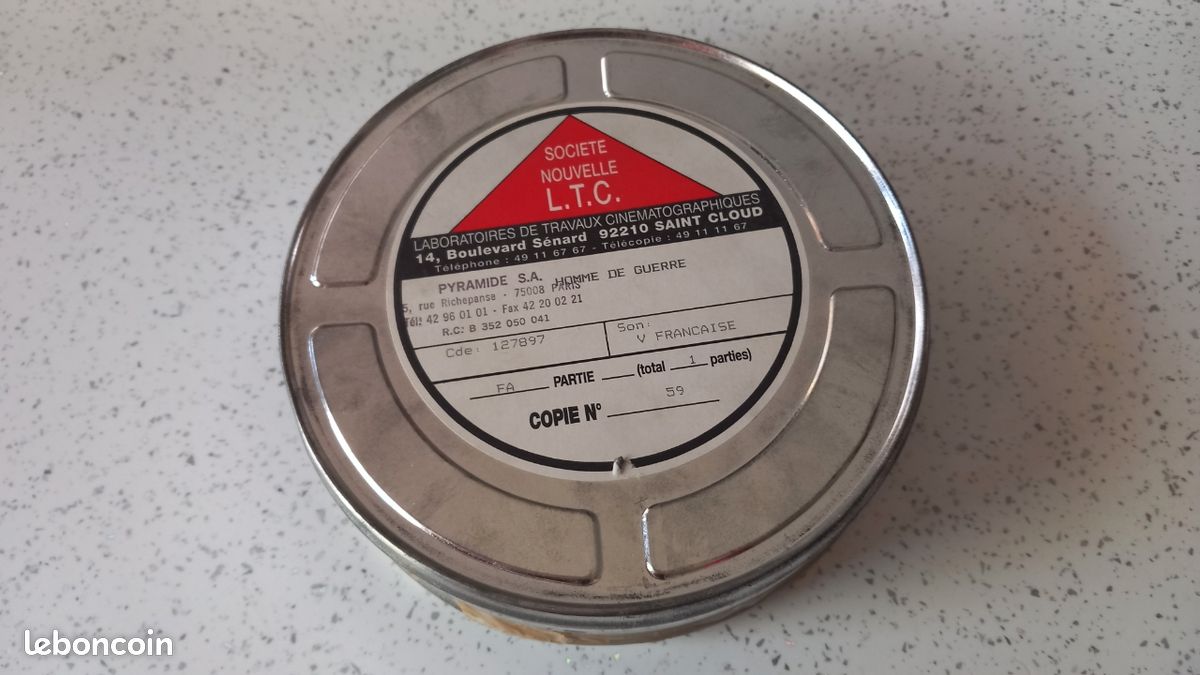 SOCIETE
NOUVELLE
L.T.C.
LABORATOIRES DE TRAVAUX CINEMATOGRAPHIQUES
14, Boulevard Sénard 92210 SAINT CLOUD
Téléphone : 49 11 67 67 - Télécopie : 49 11 11 67
PYRAMIDE S.A. HOMME DE GUERRE
5, rue Richepanse - 75008 PARIS
Tél: 42 96 01 01 - Fax 42 20 02 21
R.C: B 352 050 041
Cde: 127897
Son:
V FRANCAISE
FA PARTIE (total 1 parties)
COPIE N° 59
leboncoin